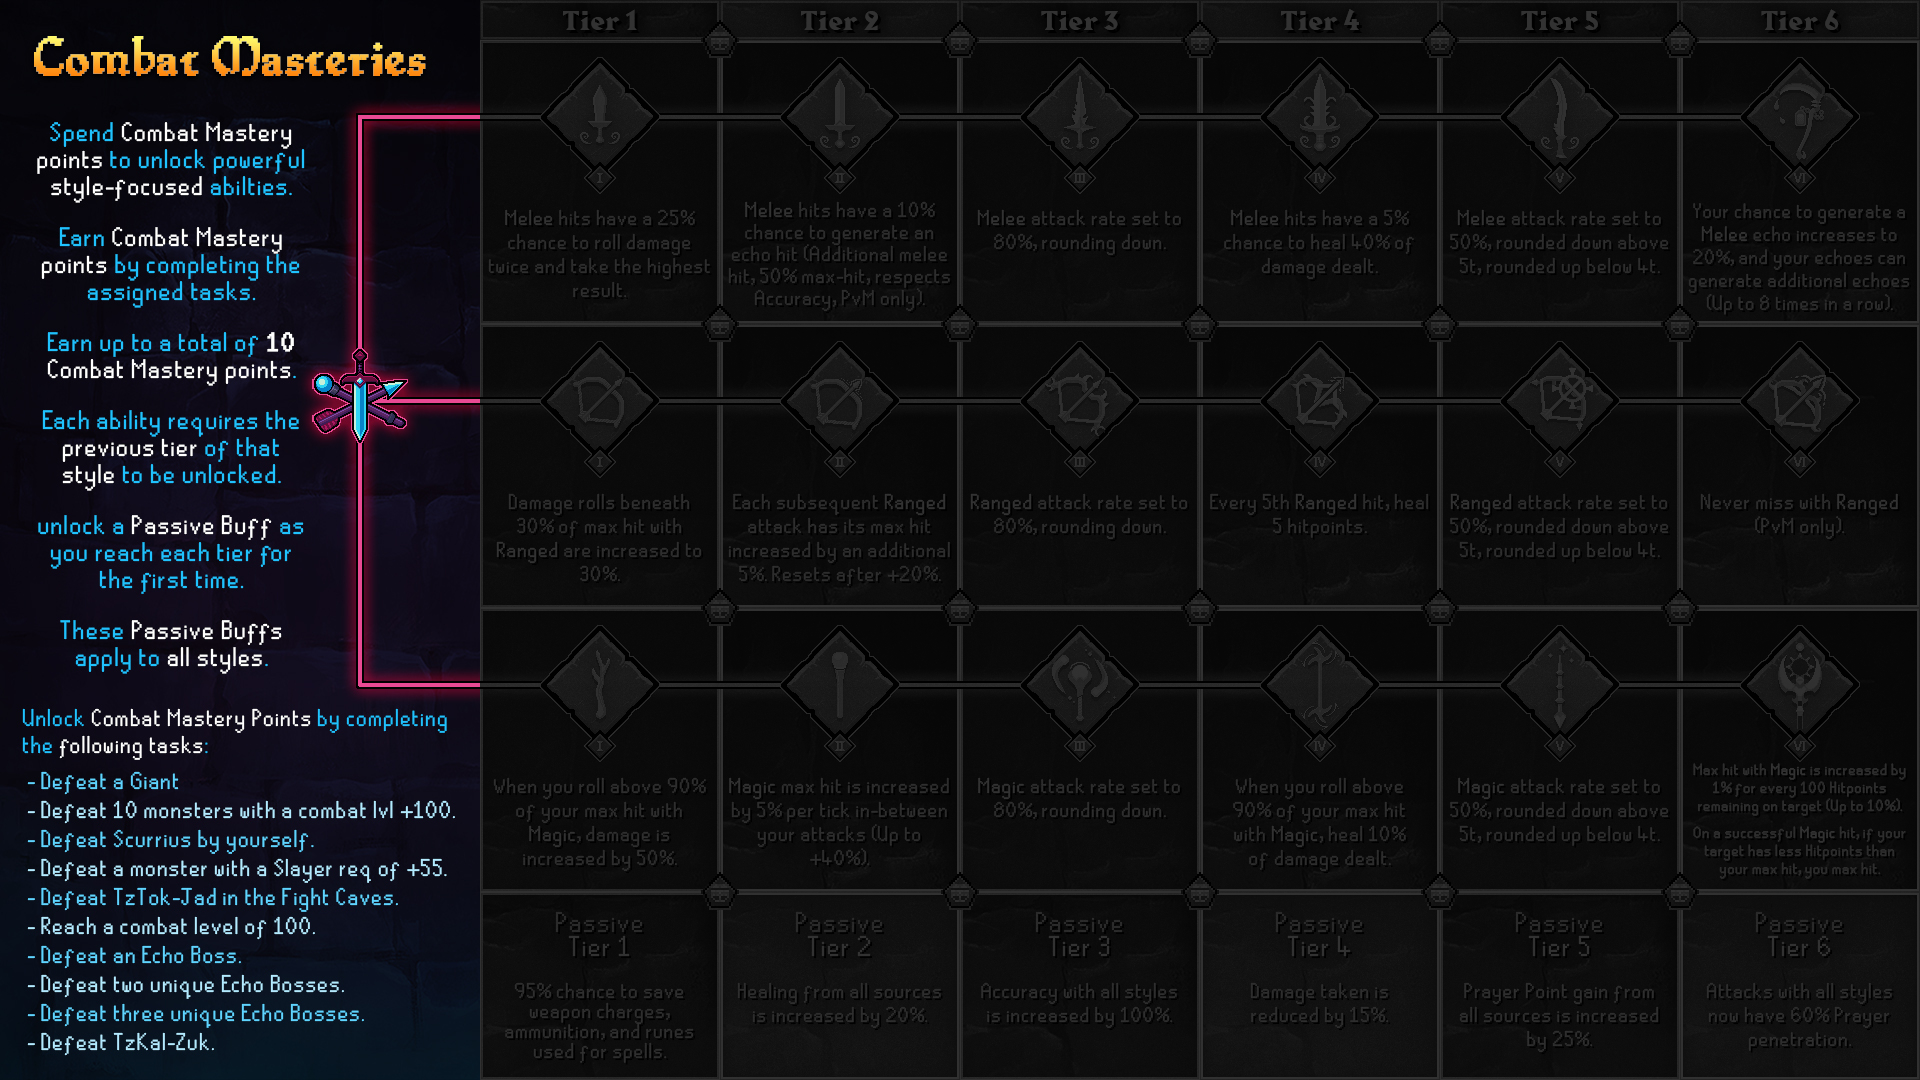 Combat Masteries
Spend Combat Mastery
points to unlock powerful
style-focused abilties.
Earn Combat Mastery
points by completing the
assigned tasks.
Earn up to a total of 10
Combat Mastery points.
Each ability requires the
previous tier of that
style to be unlocked.
unlock a Passive Buff as
you reach each tier for
the first time.
These Passive Buffs
apply to all styles.
Unlock Combat Mastery Points by completing
the following tasks:
- Defeat a Giant
- Defeat 10 monsters with a combat lvl +100.
- Defeat Scurrius by yourself.
- Defeat a monster with a Slayer req of +55.
- Defeat TzTok-Jad in the Fight Caves.
- Reach a combat level of 100.
- Defeat an Echo Boss.
- Defeat two unique Echo Bosses.
- Defeat three unique Echo Bosses.
- Defeat TzKal-Zuk.
Tier 1
Tier 2
Tier 3
Tier 4
Tier 5
Tier 6
I
II
III
IV
V
VI
Melee hits have a 25%
chance to roll damage
twice and take the highest
result.
Melee hits have a 10%
chance to generate an
echo hit (Additional melee
hit, 50% max-hit, respects
Accuracy, PvM only).
Melee attack rate set to
80%, rounding down.
Melee hits have a 5%
chance to heal 40% of
damage dealt.
Melee attack rate set to
50%, rounded down above
5t, rounded up below 4t.
Your chance to generate a
Melee echo increases to
20%, and your echoes can
generate additional echoes
(Up to 8 times in a row).
I
II
III
IV
V
VI
Damage rolls beneath
30% of max hit with
Ranged are increased to
30%.
Each subsequent Ranged
attack has its max hit
increased by an additional
5%. Resets after +20%.
Ranged attack rate set to
80%, rounding down.
Every 5th Ranged hit, heal
5 hitpoints.
Ranged attack rate set to
50%, rounded down above
5t, rounded up below 4t.
Never miss with Ranged
(PvM only).
I
II
III
IV
V
VI
When you roll above 90%
of your max hit with
Magic, damage is
increased by 50%.
Magic max hit is increased
by 5% per tick in-between
your attacks (Up to
+40%).
Magic attack rate set to
80%, rounding down.
When you roll above
90% of your max hit
with Magic, heal 10%
of damage dealt.
Magic attack rate set to
50%, rounded down above
5t, rounded up below 4t.
Max hit with Magic is increased by
1% for every 100 Hitpoints
remaining on target (Up to 10%).
On a successful Magic hit, if your
target has less Hitpoints than
your max hit, you max hit.
Passive
Tier 1
95% chance to save
weapon charges,
ammunition, and runes
used for spells.
Passive
Tier 2
Healing from all sources
is increased by 20%.
Passive
Tier 3
Accuracy with all styles
is increased by 100%.
Passive
Tier 4
Damage taken is
reduced by 15%.
Passive
Tier 5
Prayer Point gain from
all sources is increased
by 25%.
Passive
Tier 6
Attacks with all styles
now have 60% Prayer
penetration.